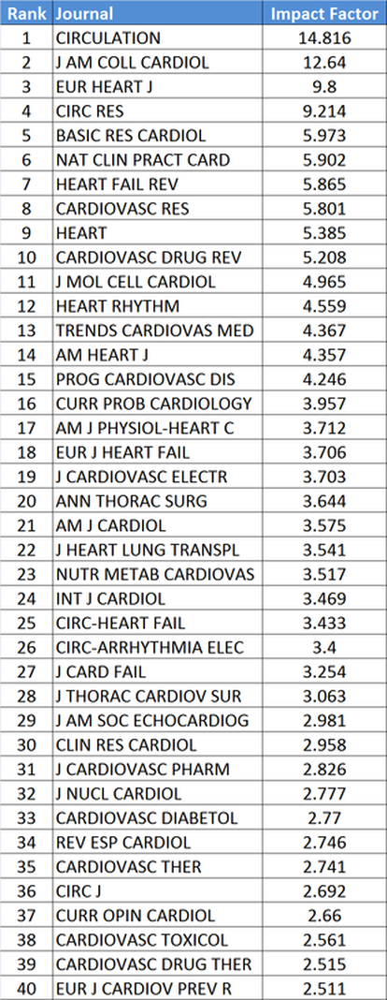 Rank Journal Impact Factor
1 CIRCULATION 14.816
2 J AM COLL CARDIOL 12.64
3 EUR HEART J 9.8
4 CIRC RES 9.214
5 BASIC RES CARDIOL 5.973
6 NAT CLIN PRACT CARD 5.902
7 HEART FAIL REV 5.865
8 CARDIOVASC RES 5.801
9 HEART 5.385
10 CARDIOVASC DRUG REV 5.208
11 J MOL CELL CARDIOL 4.965
12 HEART RHYTHM 4.559
13 TRENDS CARDIOVAS MED 4.367
14 AM HEART J 4.357
15 PROG CARDIOVASC DIS 4.246
16 CURR PROB CARDIOLOGY 3.957
17 AM J PHYSIOL-HEART C 3.712
18 EUR J HEART FAIL 3.706
19 J CARDIOVASC ELECTR 3.703
20 ANN THORAC SURG 3.644
21 AM J CARDIOL 3.575
22 J HEART LUNG TRANSPL 3.541
23 NUTR METAB CARDIOVAS 3.517
24 INT J CARDIOL 3.469
25 CIRC-HEART FAIL 3.433
26 CIRC-ARRHYTHMIA ELEC 3.4
27 J CARD FAIL 3.254
28 J THORAC CARDIOV SUR 3.063
29 J AM SOC ECHOCARDIOG 2.981
30 CLIN RES CARDIOL 2.958
31 J CARDIOVASC PHARM 2.826
32 J NUCL CARDIOL 2.777
33 CARDIOVASC DIABETOL 2.77
34 REV ESP CARDIOL 2.746
35 CARDIOVASC THER 2.741
36 CIRC J 2.692
37 CURR OPIN CARDIOL 2.66
38 CARDIOVASC TOXICOL 2.561
39 CARDIOVASC DRUG THER 2.515
40 EUR J CARDIOV PREV R 2.511